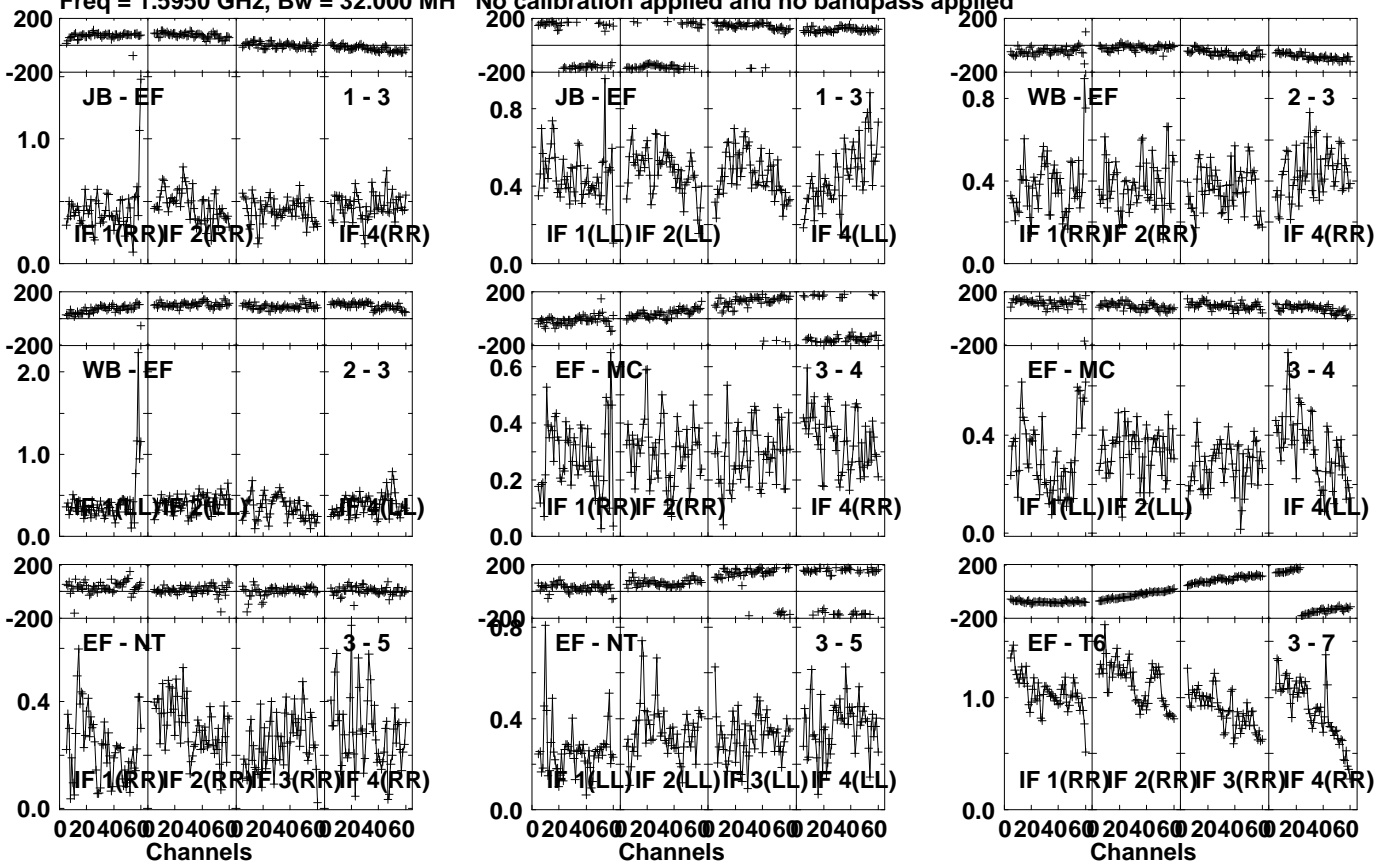 Freq = 1.5950 GHz, Bw = 32.000 MH No calibration applied and no bandpass applied
200
-200
JB - EF
1 - 3
1.0
0.0
IF 1(RR) IF 2(RR) IF 4(RR)
200
-200
JB - EF
1 - 3
0.8
0.4
0.0
IF 1(LL) IF 2(LL) IF 4(LL)
200
-200
WB - EF
2 - 3
0.8
0.4
0.0
IF 1(RR) IF 2(RR) IF 4(RR)
200
-200
WB - EF
2 - 3
2.0
1.0
0.0
IF 1(LL) IF 2(LL) IF 4(LL)
200
-200
EF - MC
3 - 4
0.6
0.4
0.2
IF 1(RR) IF 2(RR) IF 4(RR)
200
-200
EF - MC
3 - 4
0.4
0.0
IF 1(LL) IF 2(LL) IF 4(LL)
200
-200
EF - NT
3 - 5
0.4
0.0
IF 1(RR) IF 2(RR) IF 3(RR) IF 4(RR)
0 20 40 60 0 20 40 60 0 20 40 60 0 20 40 60
Channels
200
-200
EF - NT
3 - 5
0.8
0.4
0.0
IF 1(LL) IF 2(LL) IF 3(LL) IF 4(LL)
0 20 40 60 0 20 40 60 0 20 40 60 0 20 40 60
Channels
200
-200
EF - T6
3 - 7
1.0
0.0
IF 1(RR) IF 2(RR) IF 3(RR) IF 4(RR)
0 20 40 60 0 20 40 60 0 20 40 60 0 20 40 60
Channels